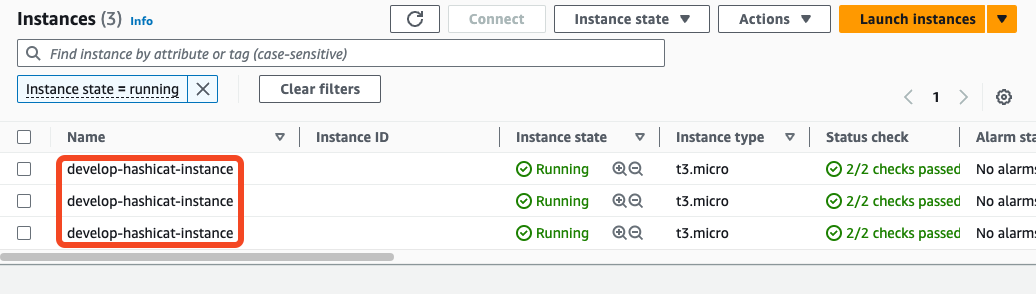 Instances (3) Info Connect Instance state Actions Launch instances
Find instance by attribute or tag (case-sensitive)
Instance state = running Clear filters
1
Name Instance ID Instance state Instance type Status check Alarm sta
develop-hashicat-instance Running t3.micro 2/2 checks passed No alarms
develop-hashicat-instance Running t3.micro 2/2 checks passed No alarms
develop-hashicat-instance Running t3.micro 2/2 checks passed No alarms